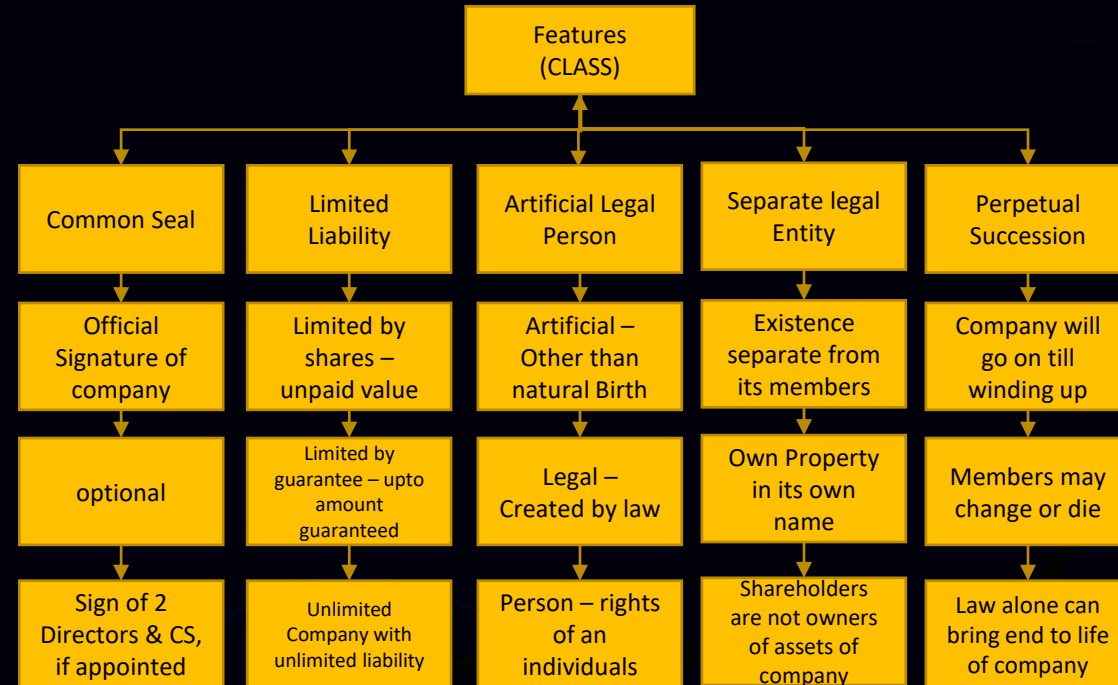 Features
(CLASS)
Common Seal
Limited
Liability
Artificial Legal
Person
Separate legal
Entity
Perpetual
Succession
Official
Signature of
company
Limited by
shares –
unpaid value
Artificial –
Other than
natural Birth
Existence
separate from
its members
Company will
go on till
winding up
optional
Limited by
guarantee – upto
amount
guaranteed
Legal –
Created by law
Own Property
in its own
name
Members may
change or die
Sign of 2
Directors & CS,
if appointed
Unlimited
Company with
unlimited liability
Person – rights
of an
individuals
Shareholders
are not owners
of assets of
company
Law alone can
bring end to life
of company